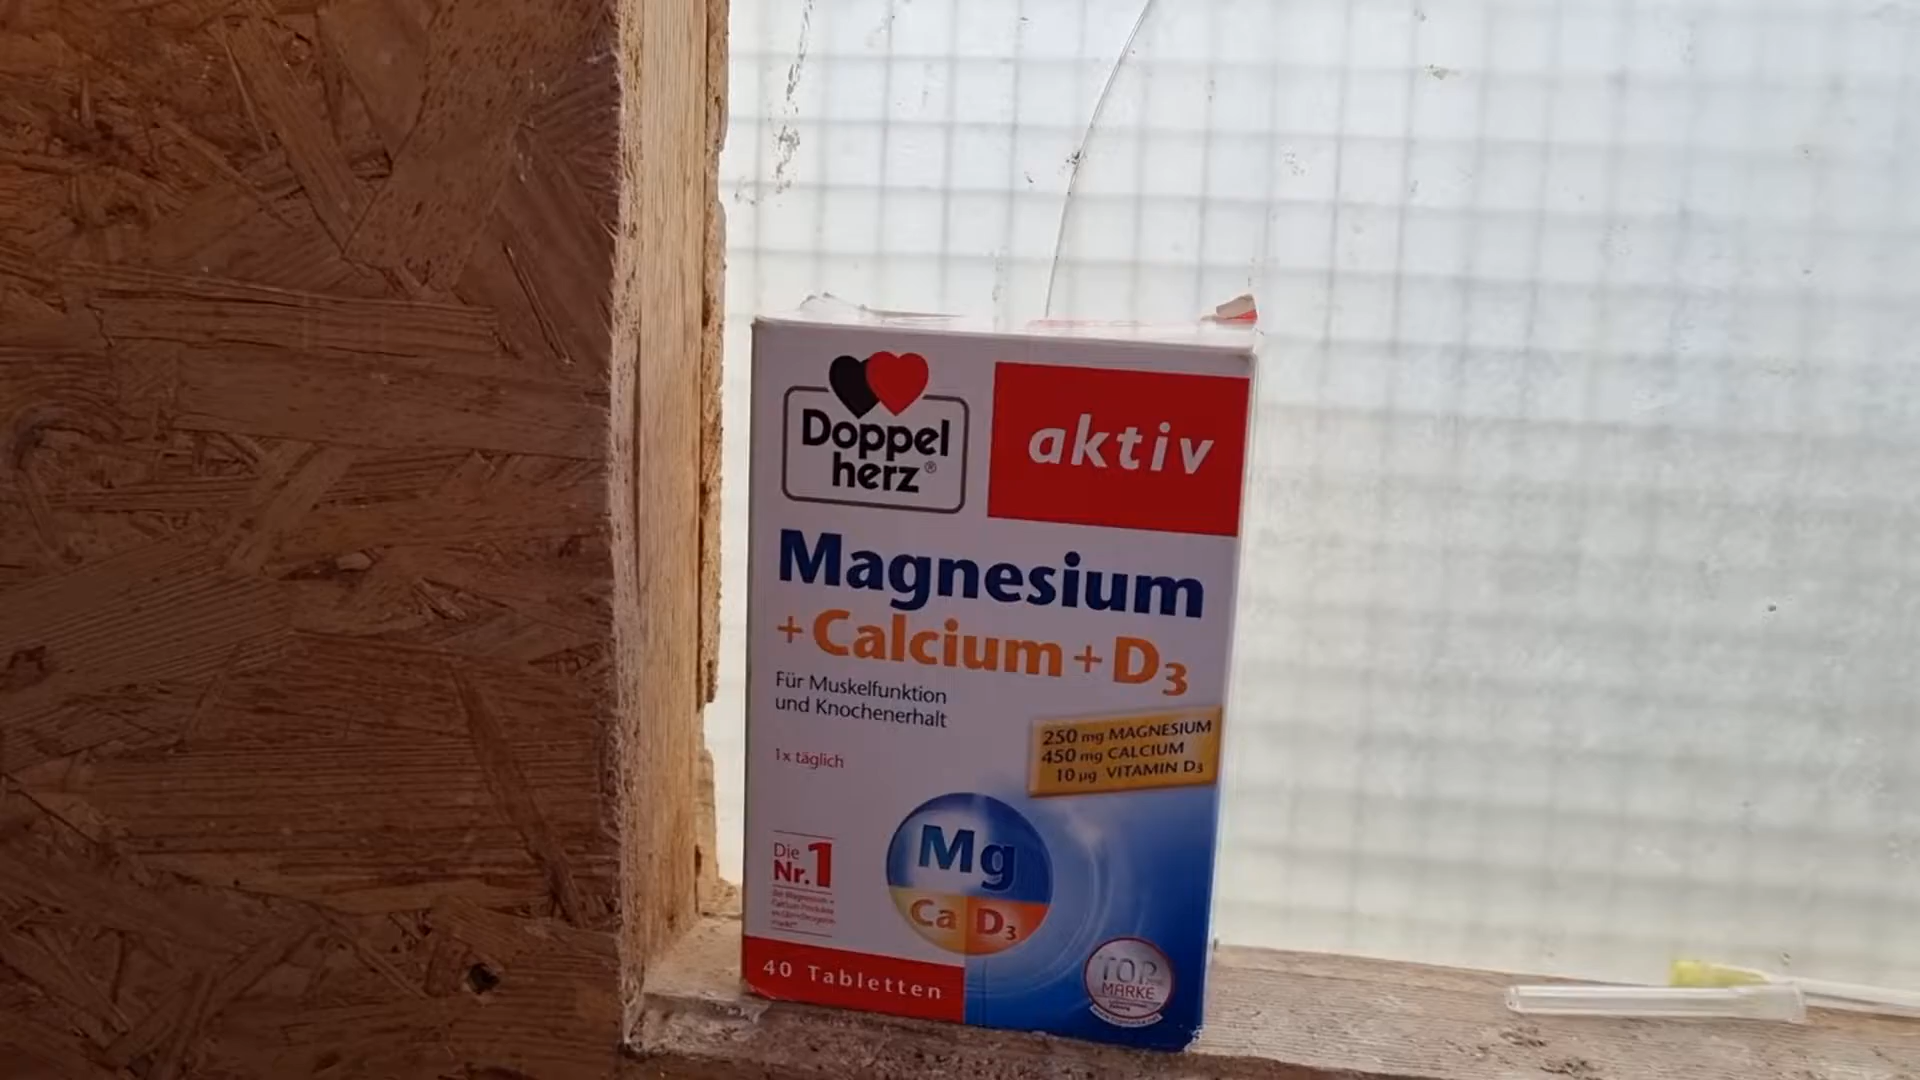 Doppel
herz®
aktiv
Magnesium
+Calcium+D3
Für Muskelfunktion
und Knochenerhalt
1x täglich
250 mg MAGNESIUM
450 mg CALCIUM
10 µg VITAMIN D3
Die
Nr.1
Mg
Ca D3
40 Tabletten
TOP
MARKE